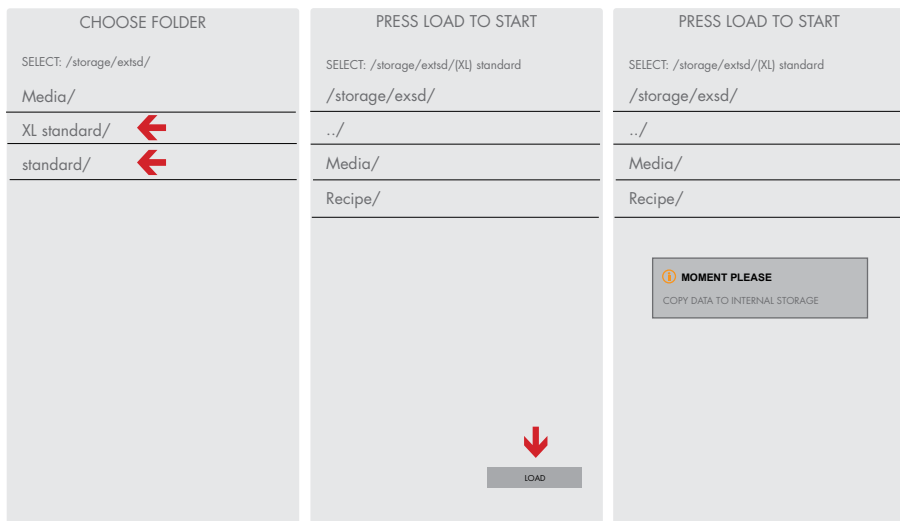 CHOOSE FOLDER
SELECT: /storage/extsd/
Media/
XL standard/
standard/
PRESS LOAD TO START
SELECT: /storage/extsd/(XL) standard
/storage/exsd/
../
Media/
Recipe/
LOAD
PRESS LOAD TO START
SELECT: /storage/extsd/(XL) standard
/storage/exsd/
../
Media/
Recipe/
MOMENT PLEASE
COPY DATA TO INTERNAL STORAGE